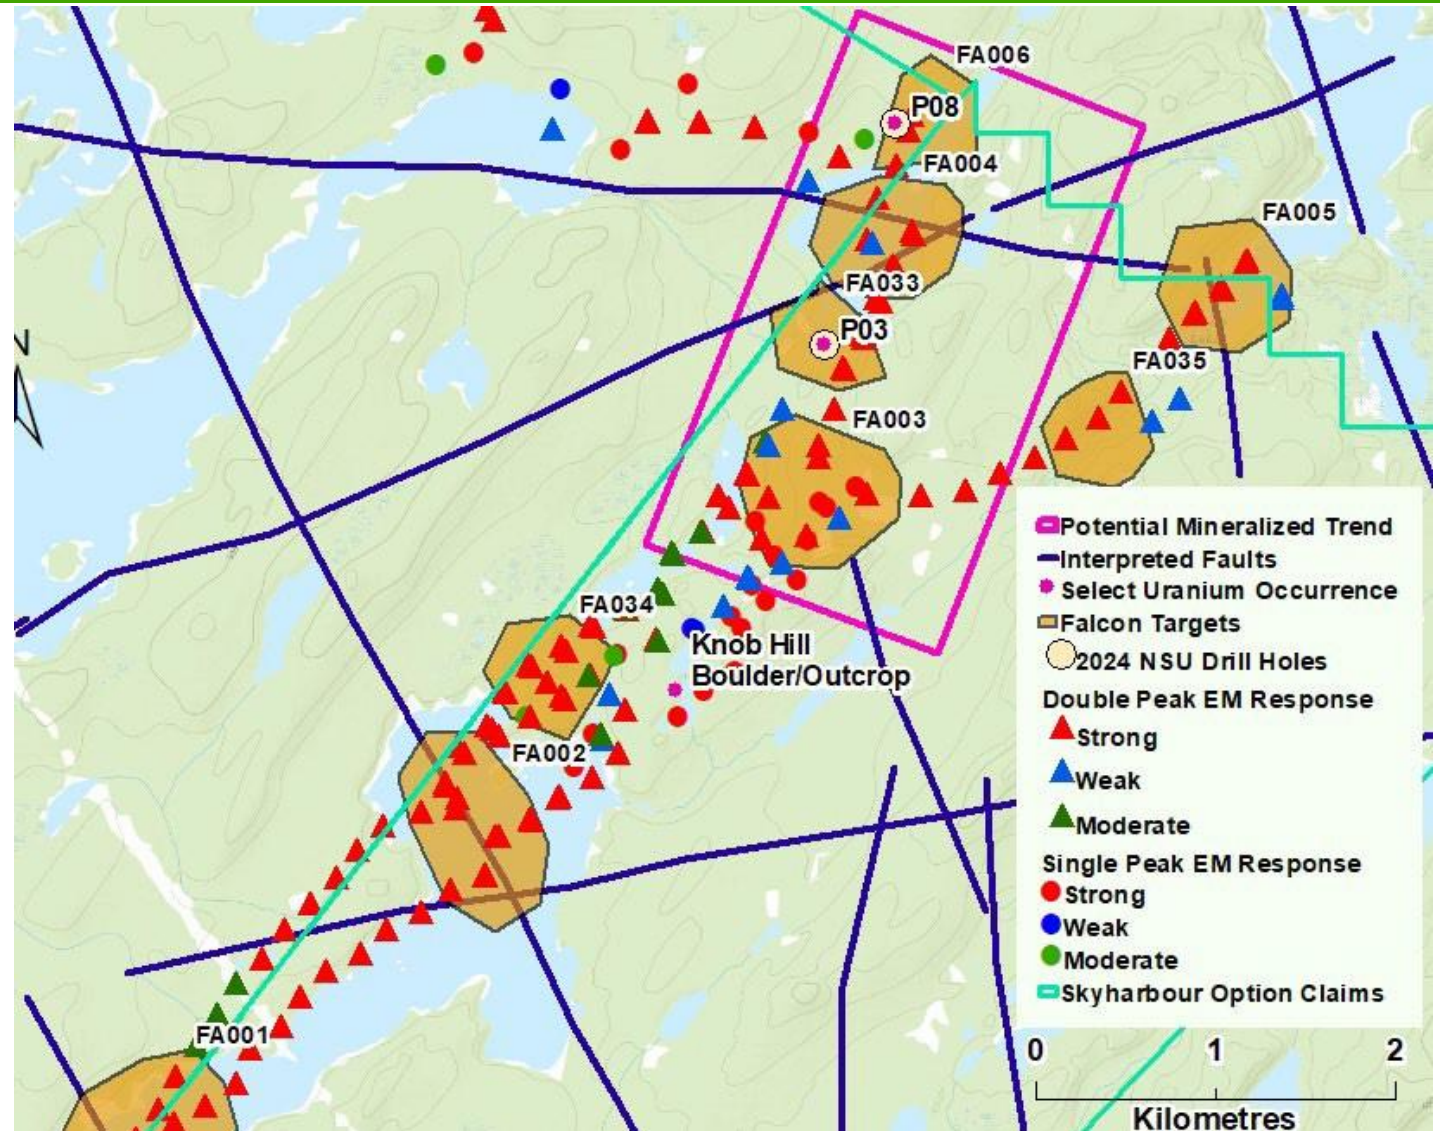 FA006
P08
FA004
FA005
FA033
P03
FA035
FA003
N
FA034
Knob Hill
Boulder/Outcrop
FA002
FA001
Potential Mineralized Trend
Interpreted Faults
Select Uranium Occurrence
Falcon Targets
2024 NSU Drill Holes
Double Peak EM Response
Strong
Weak
Moderate
Single Peak EM Response
Strong
Weak
Moderate
Skyharbour Option Claims
0 1 2
Kilometres